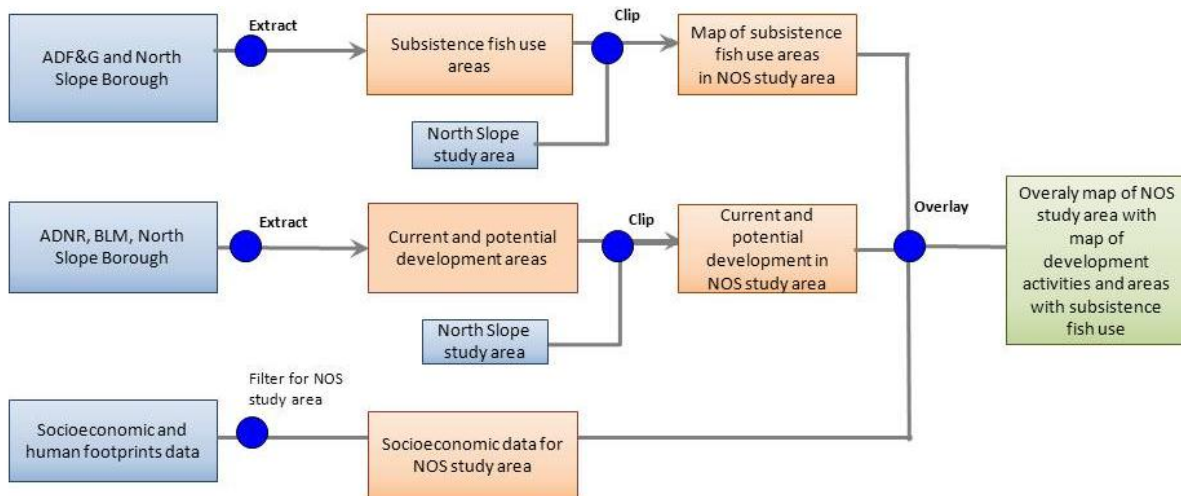 Extract
Clip
ADF&G and North
Slope Borough
Subsistence fish use
areas
Map of subsistence
fish use areas
in NOS study area
North Slope
study area
ADNR, BLM, North
Slope Borough
Extract
Current and potential
development areas
Clip
Current and
potential
development in
NOS study area
Overlay
Overaly map of NOS
study area with
map of
development
activities and areas
with subsistence
fish use
North Slope
study area
Filter for NOS
study area
Socioeconomic and
human footprints data
Socioeconomic data for
NOS study area